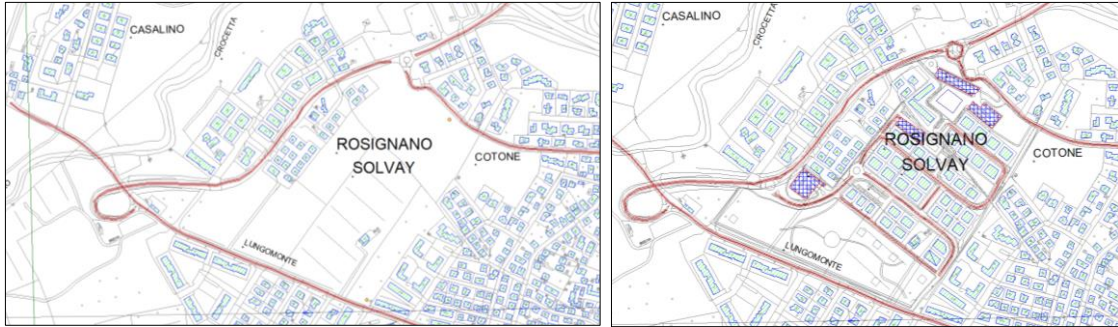 CASALINO
CROCETTA
ROSIGNANO
SOLVAY
COTONE
LUNGOMONTE
CASALINO
CROCETTA
ROSIGNANO
SOLVAY
COTONE
LUNGOMONTE